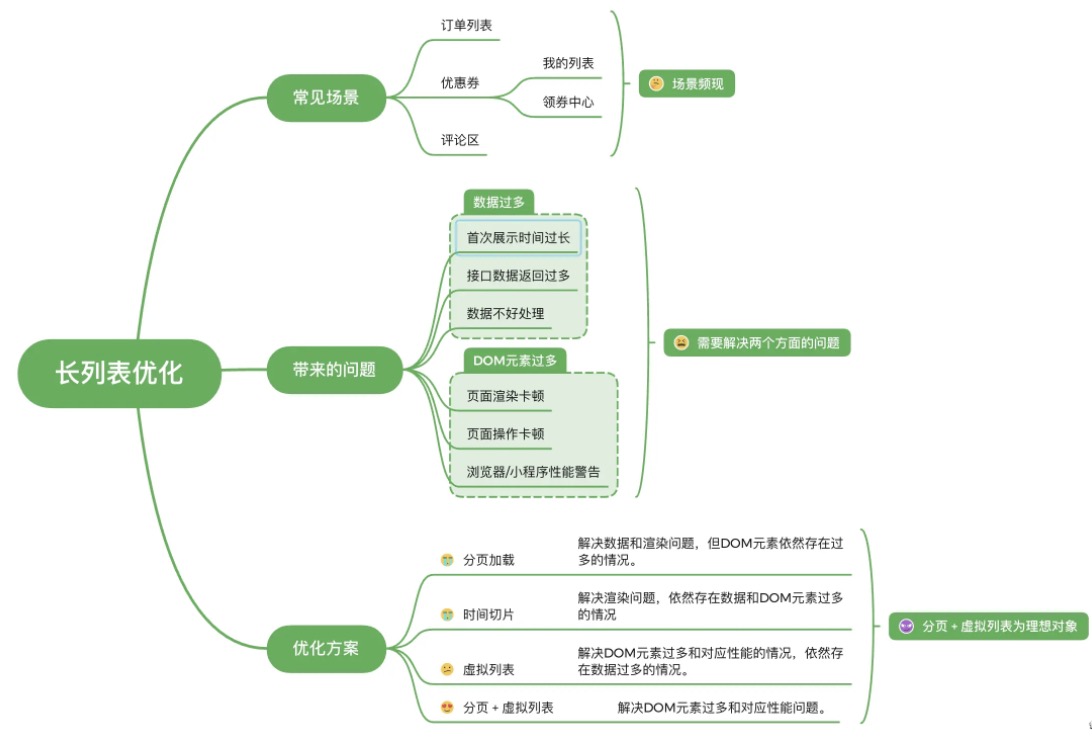 长列表优化
常见场景
订单列表
优惠券
我的列表
领券中心
评论区
场景频现
带来的问题
数据过多
首次展示时间过长
接口数据返回过多
数据不好处理
DOM元素过多
页面渲染卡顿
页面操作卡顿
浏览器/小程序性能警告
需要解决两个方面的问题
优化方案
分页加载
解决数据和渲染问题，但DOM元素依然存在过
多的情况。
时间切片
解决渲染问题，依然存在数据和DOM元素过多
的情况
虚拟列表
解决DOM元素过多和对应性能的情况，依然存
在数据过多的情况。
分页 + 虚拟列表
解决DOM元素过多和对应性能问题。
分页 + 虚拟列表为理想对象